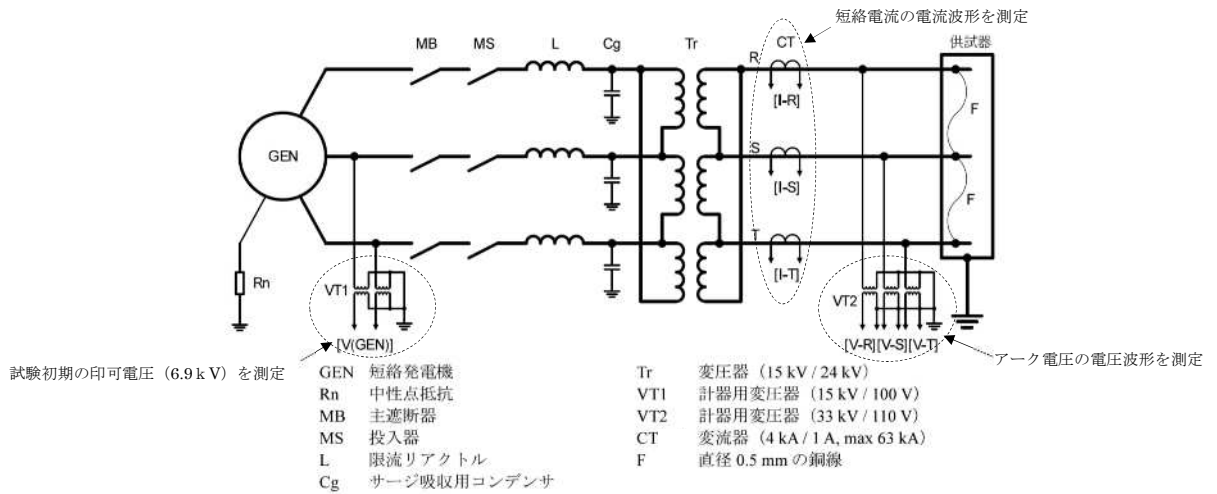 短絡電流の電流波形を測定
MB MS L Cg Tr R CT 供試器
[I-R]
F
GEN
S
[I-S]
F
T
[I-T]
Rn
VT1 VT2
[V(GEN)] [V-R][V-S][V-T]
アーク電圧の電圧波形を測定
試験初期の印可電圧（6.9ｋV）を測定
GEN 短絡発電機 Tr 変圧器（15 kV / 24 kV）
Rn 中性点抵抗 VT1 計器用変圧器（15 kV / 100 V）
MB 主遮断器 VT2 計器用変圧器（33 kV / 110 V）
MS 投入器 CT 変流器（4 kA / 1 A, max 63 kA）
L 限流リアクトル F 直径 0.5 mm の銅線
Cg サージ吸収用コンデンサ